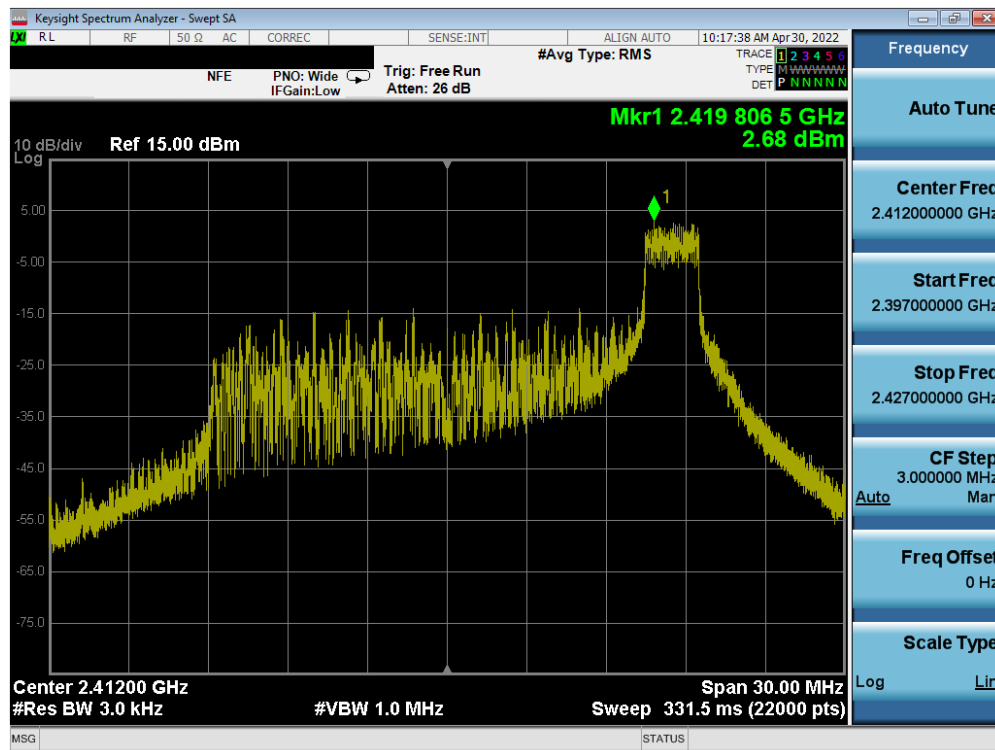 Keysight Spectrum Analyzer - Swept SA
LXI RL RF 50 Ω AC CORREC SENSE:INT ALIGN AUTO 10:17:38 AM Apr 30, 2022
#Avg Type: RMS
TRACE 1 2 3 4 5 6
TYPE M WWWWW
DET P N N N N N
NFE
PNO: Wide
IFGain:Low
Trig: Free Run
Atten: 26 dB
Mkr1 2.419 806 5 GHz
2.68 dBm
10 dB/div
Log
Ref 15.00 dBm
1
5.00
-5.00
-15.0
-25.0
-35.0
-45.0
-55.0
-65.0
-75.0
Center 2.41200 GHz
Span 30.00 MHz
#Res BW 3.0 kHz
#VBW 1.0 MHz
Sweep 331.5 ms (22000 pts)
MSG
STATUS
Frequency
Auto Tune
Center Freq
2.412000000 GHz
Start Freq
2.397000000 GHz
Stop Freq
2.427000000 GHz
CF Step
3.000000 MHz
Auto Man
Freq Offset
0 Hz
Scale Type
Log Lin